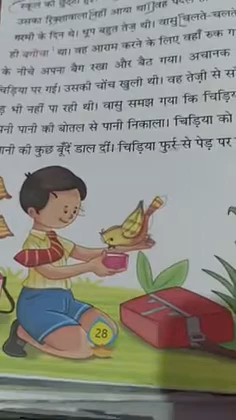 स्कूल की छुट्टी
उसका रिक्शावाला नहीं आया था। वह पैदल
गरमी के दिन थे। धूप बहुत तेज़ थी। वासु चलते-चलते
ही बगीचा था। वह आराम करने के लिए वहाँ रुक ग
के नीचे अपना बैग रखा और बैठ गया। अचानक
चिड़िया पर गई। उसकी चोंच खुली थी। वह तेज़ी से साँ
ड़ भी नहीं पा रही थी। वासु समझ गया कि चिड़िय
पनी पानी की बोतल से पानी निकाला। चिड़िया को
पानी की कुछ बूँदें डाल दीं। चिड़िया फुर्र से पेड़ पर
28